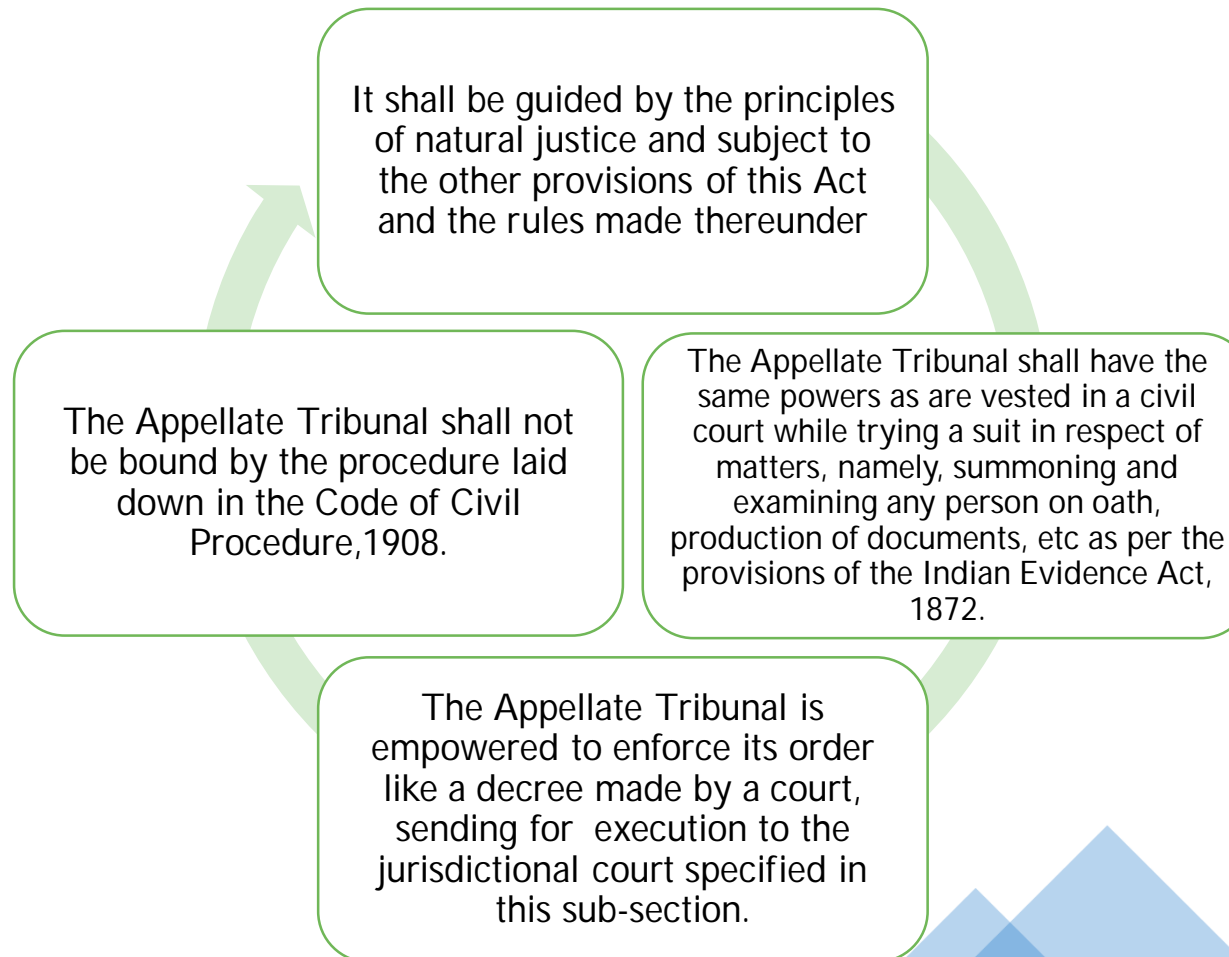 It shall be guided by the principles
of natural justice and subject to
the other provisions of this Act
and the rules made thereunder
The Appellate Tribunal shall have the
same powers as are vested in a civil
court while trying a suit in respect of
matters, namely, summoning and
examining any person on oath,
production of documents, etc as per the
provisions of the Indian Evidence Act,
1872.
The Appellate Tribunal is
empowered to enforce its order
like a decree made by a court,
sending for execution to the
jurisdictional court specified in
this sub-section.
The Appellate Tribunal shall not
be bound by the procedure laid
down in the Code of Civil
Procedure,1908.